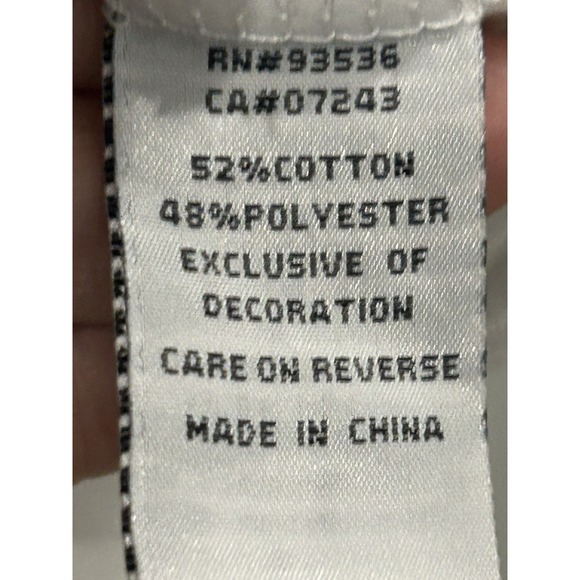 RN#93536
CA#07243
52%COTTON
48%POLYESTER
EXCLUSIVE OF
DECORATION
CARE ON REVERSE
MADE IN CHINA